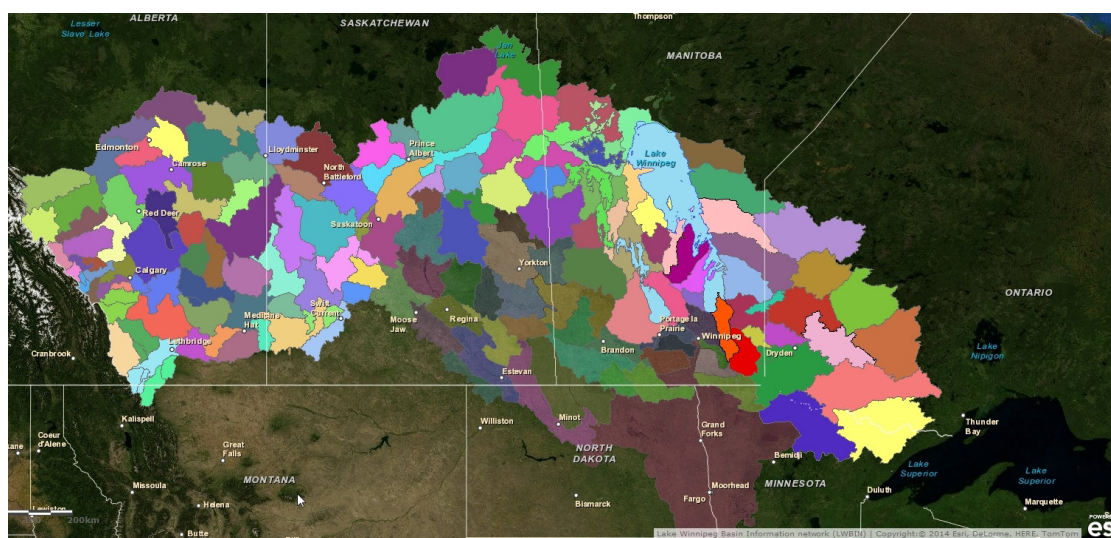 ALBERTA
SASKATCHEWAN
Thompson
Lesser
Slave Lake
Jan
Lake
MANITOBA
Edmonton
Camrose
Lloydminster
Prince
Albert
North
Battleford
Lake
Winnipeg
Red Deer
Saskatoon
Calgary
Yorkton
ONTARIO
Swift
Current
Medicine
Hat
Moose
Jaw
Regina
Portage la
Prairie
Winnipeg
Lethbridge
Brandon
Dryden
Cranbrook
Lake
Nipigon
Estevan
Kalispell
Williston
Minot
Grand
Forks
Thunder
Bay
Coeur
d'Alene
Great
Falls
NORTH
DAKOTA
Bemidji
Lake
Superior
Lake
Superior
MONTANA
Missoula
Helena
Moorhead
Fargo
MINNESOTA
Duluth
Bismarck
Marquette
Lewiston
200km
Butte
Lake Winnipeg Basin Information network (LWBIN) | Copyright:© 2014 Esri, DeLorme, HERE, TomTom
POWERE
es